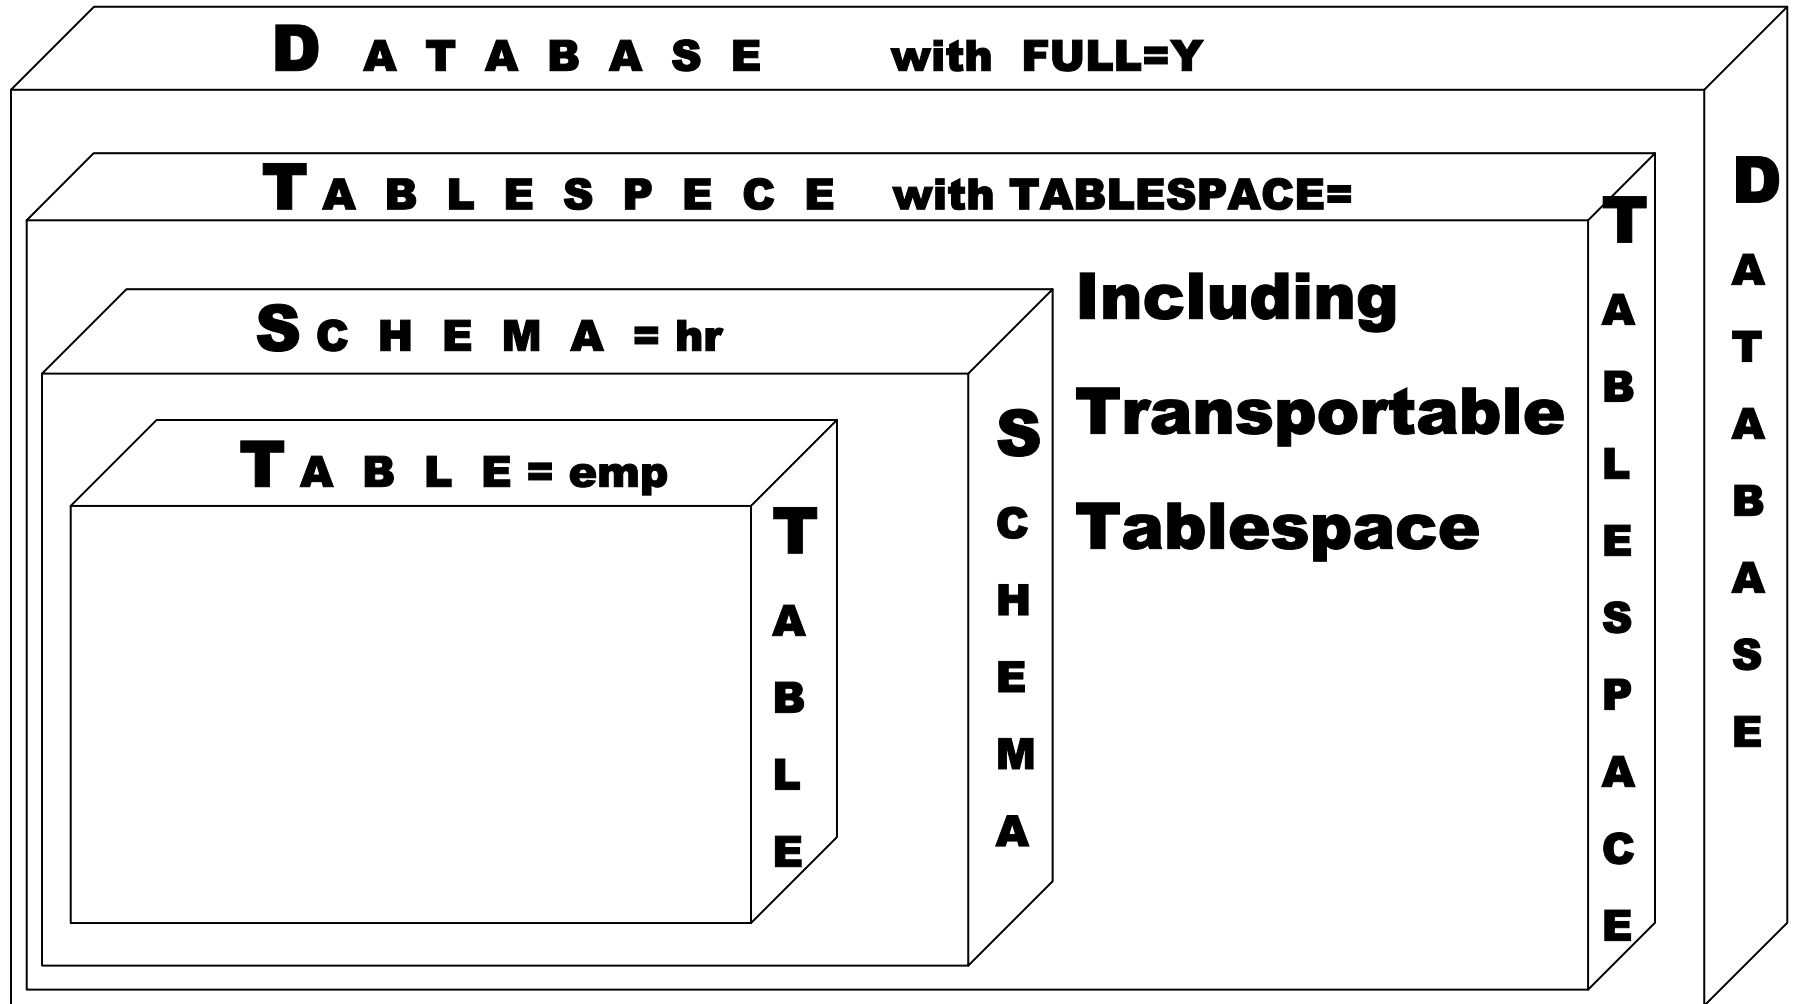 DATABASE with FULL=Y
TABLESPECE with TABLESPACE=
SCHEMA = hr
TABLE= emp
TABLE
SCHEMA
Including
Transportable
Tablespace
TABLESPACE
DATABASE